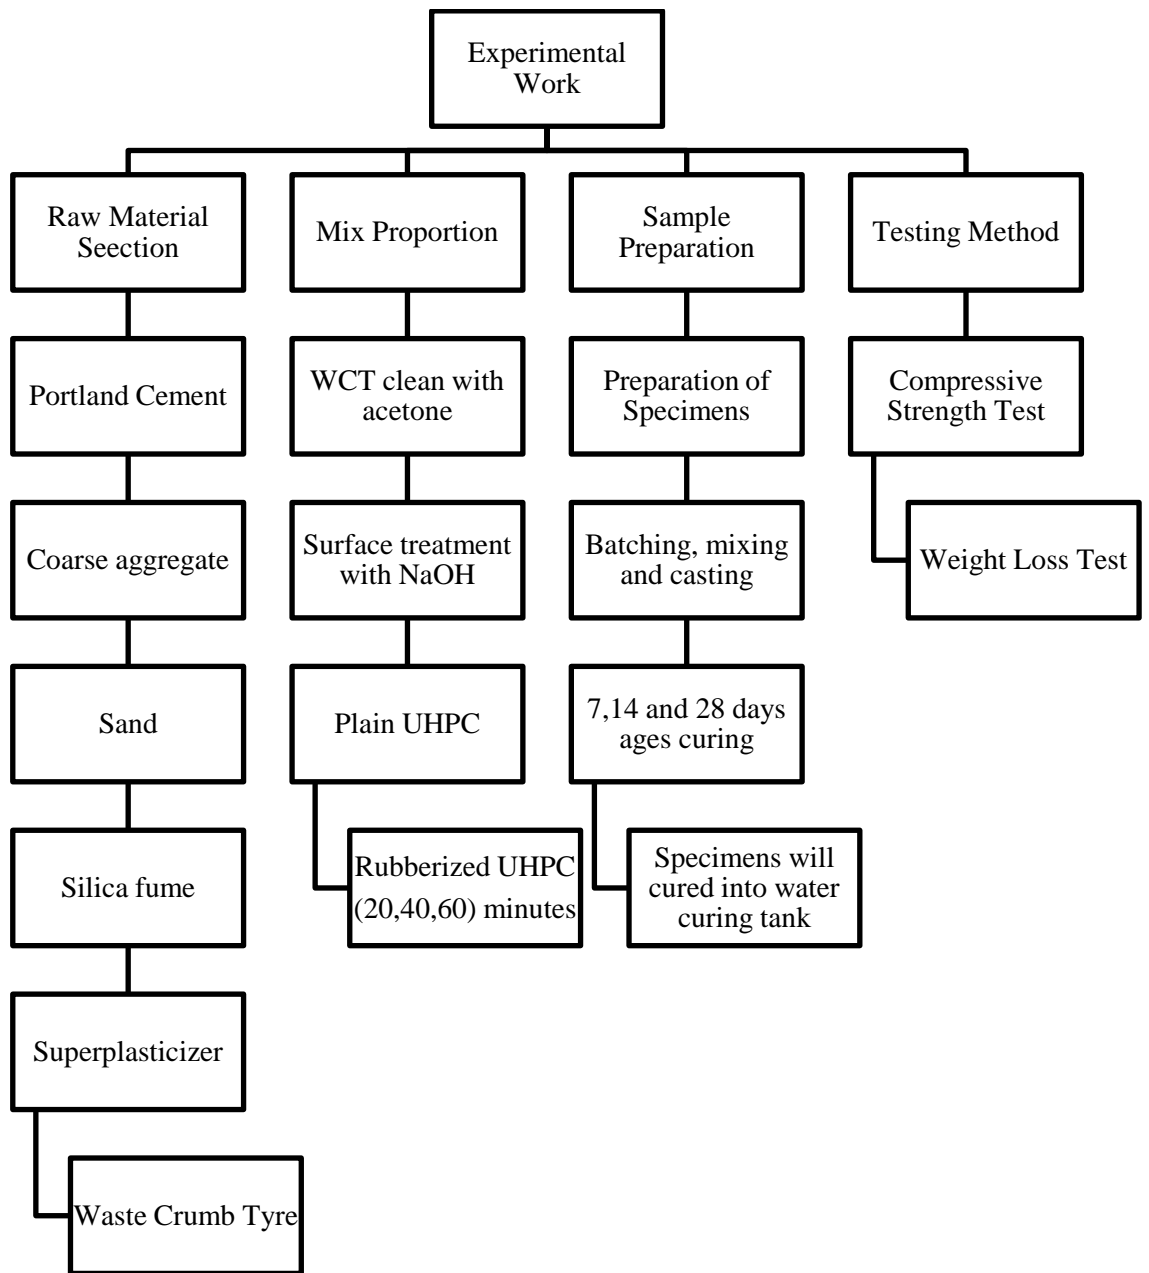 Experimental
Work
Raw Material
Seection
Mix Proportion
Sample
Preparation
Testing Method
Portland Cement
WCT clean with
acetone
Preparation of
Specimens
Compressive
Strength Test
Coarse aggregate
Surface treatment
with NaOH
Batching, mixing
and casting
Weight Loss Test
Sand
Plain UHPC
7,14 and 28 days
ages curing
Silica fume
Rubberized UHPC
(20,40,60) minutes
Specimens will
cured into water
curing tank
Superplasticizer
Waste Crumb Tyre